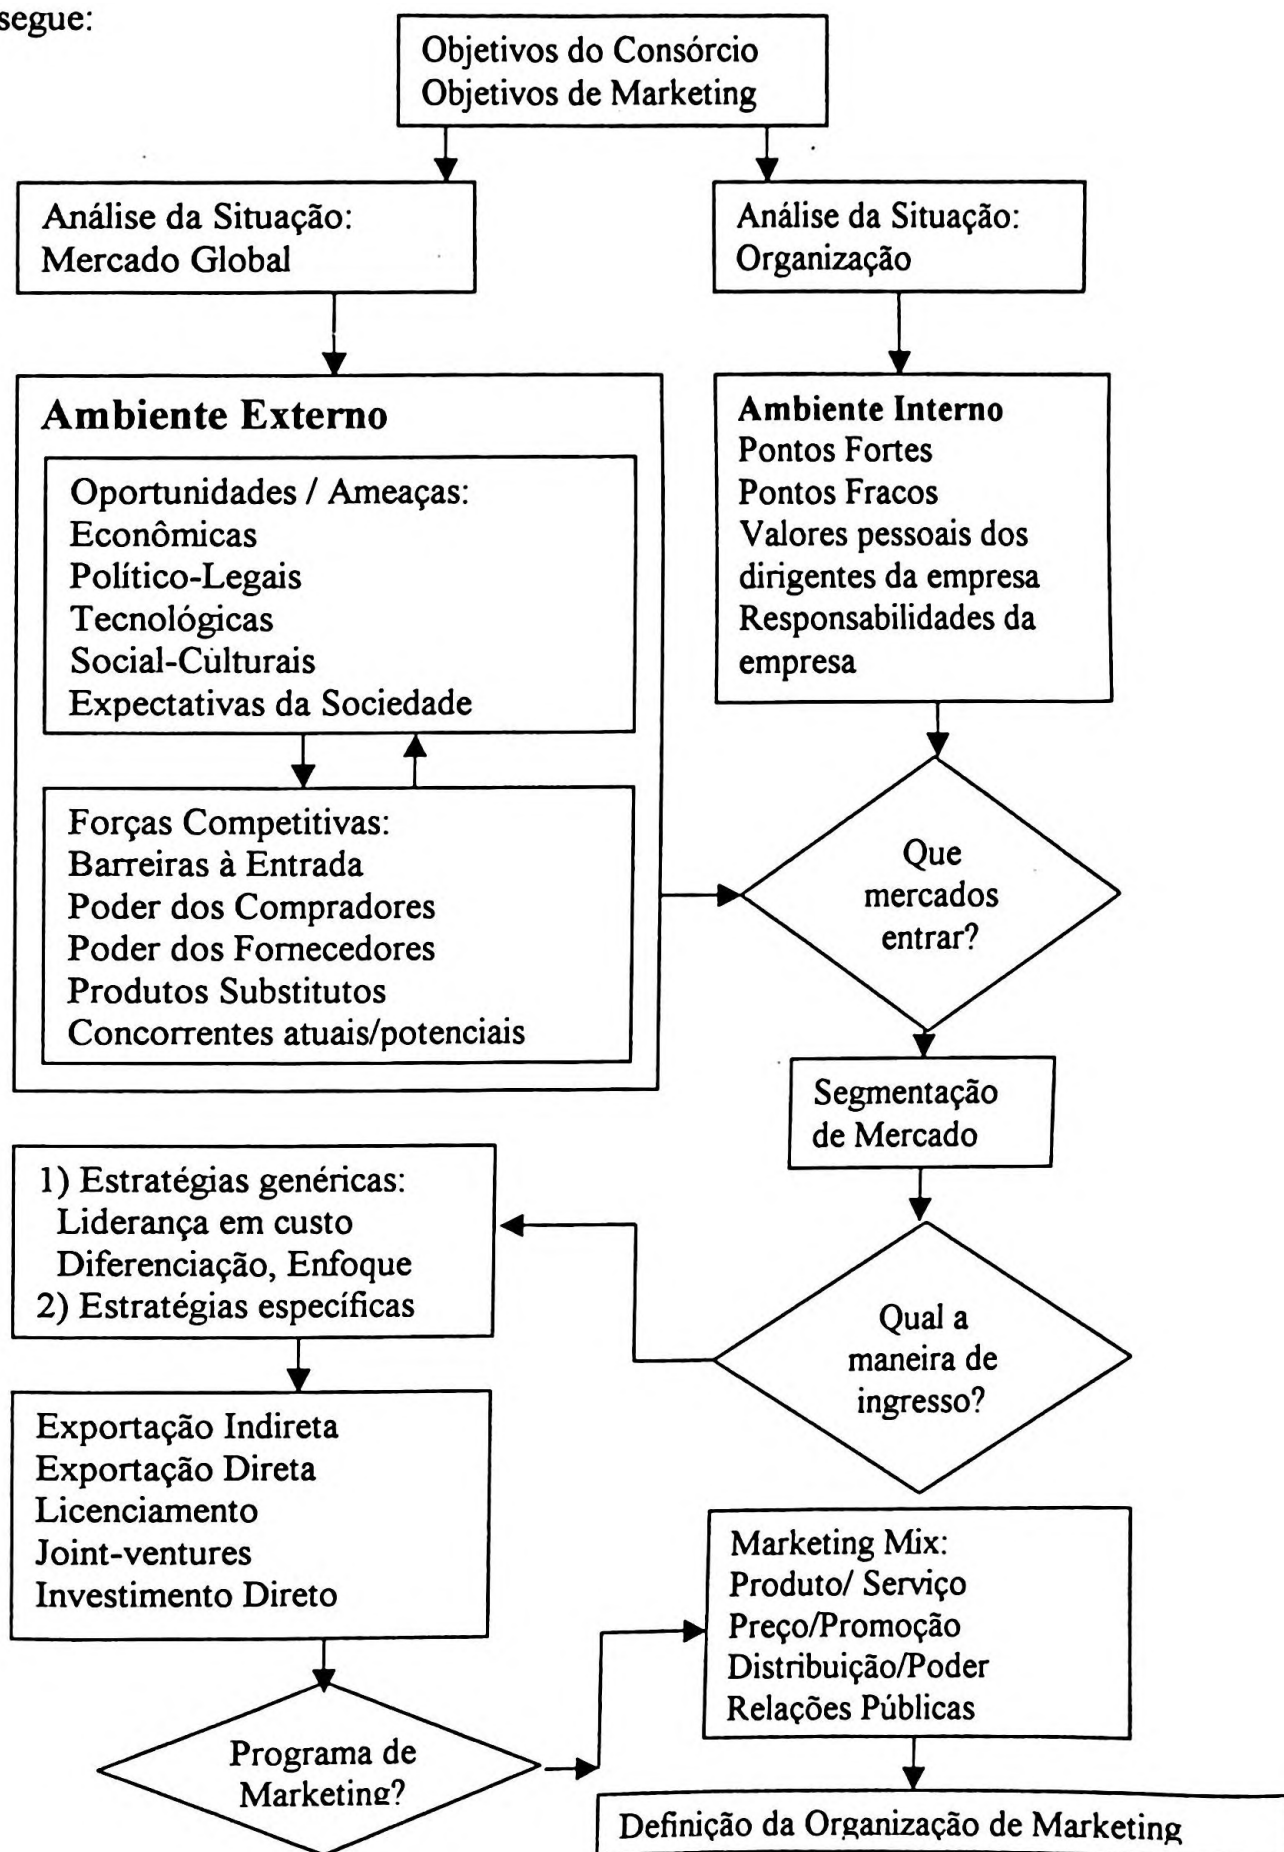 segue:
Objetivos do Consórcio
Objetivos de Marketing
Análise da Situação:
Mercado Global
Análise da Situação:
Organização
Ambiente Externo
Oportunidades / Ameaças:
Econômicas
Político-Legais
Tecnológicas
Social-Culturais
Expectativas da Sociedade
Forças Competitivas:
Barreiras à Entrada
Poder dos Compradores
Poder dos Fornecedores
Produtos Substitutos
Concorrentes atuais/potenciais
Ambiente Interno
Pontos Fortes
Pontos Fracos
Valores pessoais dos
dirigentes da empresa
Responsabilidades da
empresa
Que
mercados
entrar?
Segmentação
de Mercado
Qual a
maneira de
ingresso?
1) Estratégias genéricas:
Liderança em custo
Diferenciação, Enfoque
2) Estratégias específicas
Exportação Indireta
Exportação Direta
Licenciamento
Joint-ventures
Investimento Direto
Programa de
Marketing?
Marketing Mix:
Produto/ Serviço
Preço/Promoção
Distribuição/Poder
Relações Públicas
Definição da Organização de Marketing